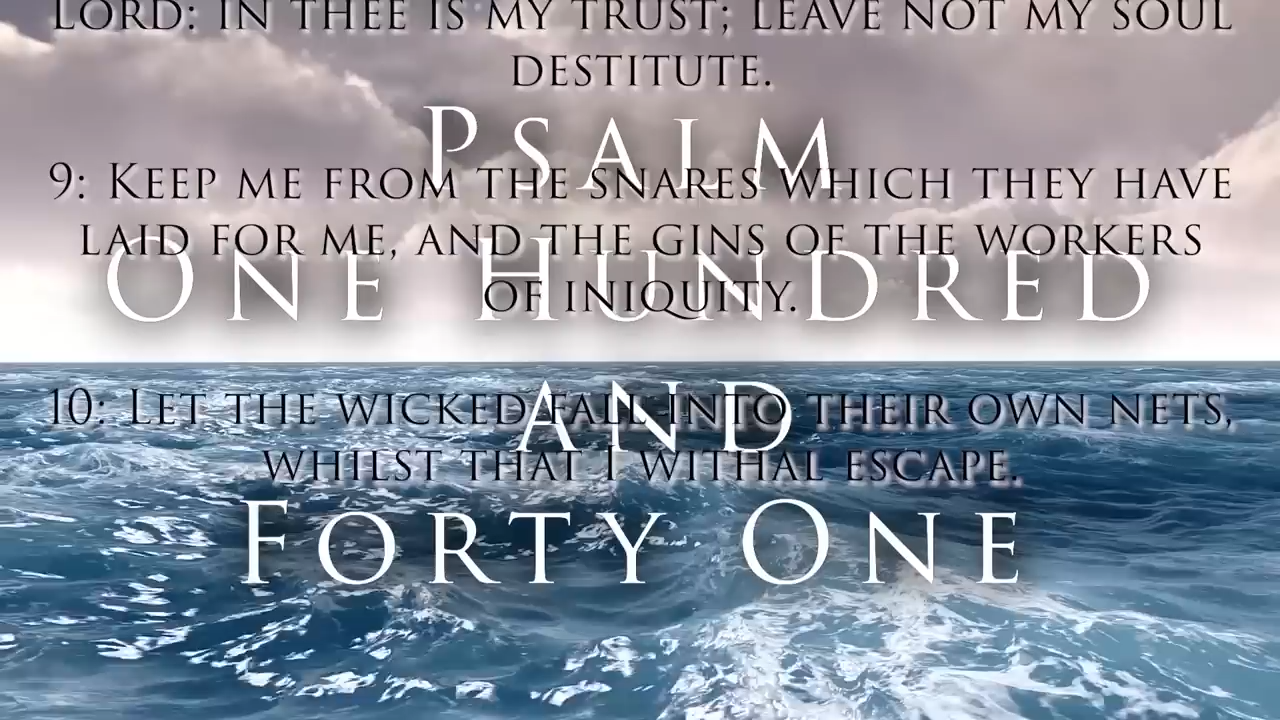 LORD: IN THEE IS MY TRUST; LEAVE NOT MY SOUL
DESTITUTE.
PSALM
9: KEEP ME FROM THE SNARES WHICH THEY HAVE
LAID FOR ME, AND THE GINS OF THE WORKERS
ONE HUNDRED
OF INIQUITY.
AND
10: LET THE WICKED FALL INTO THEIR OWN NETS,
WHILST THAT I WITHAL ESCAPE.
FORTY ONE